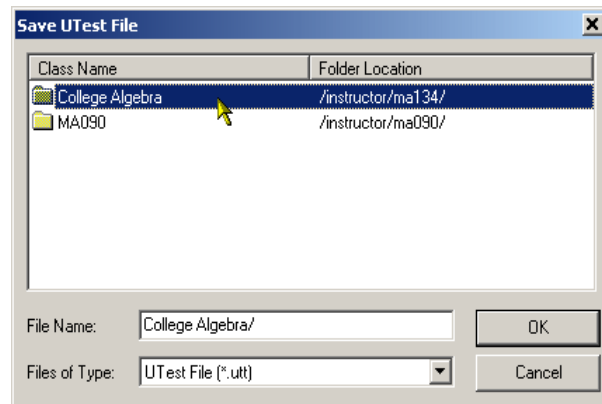 Save UTest File
Class Name Folder Location
College Algebra /instructor/ma134/
MA090 /instructor/ma090/
File Name: College Algebra/ OK
Files of Type: UTest File (*.utt) Cancel